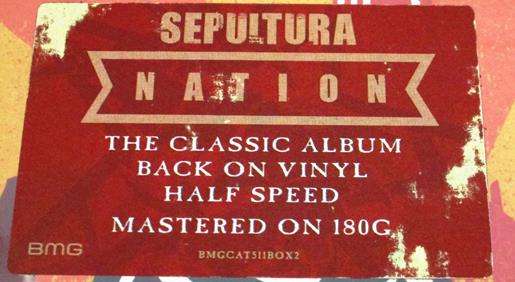 SEPULTURA
NATION
THE CLASSIC ALBUM
BACK ON VINYL
HALF SPEED
MASTERED ON 180G
BMG
BMGCAT511BOX2